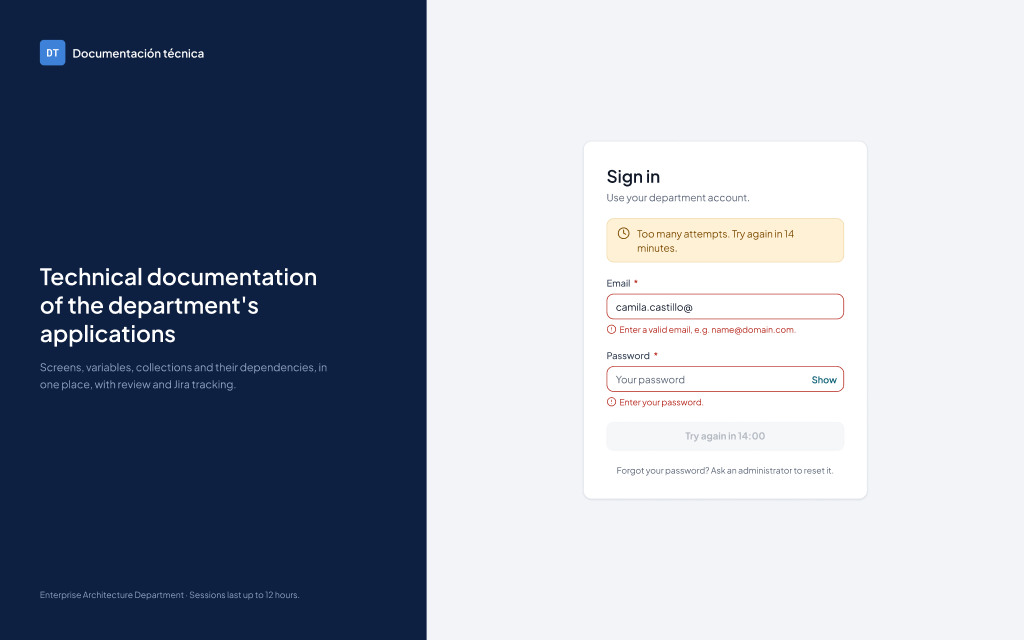 DT Documentación técnica
Technical documentation
of the department's
applications
Screens, variables, collections and their dependencies, in
one place, with review and Jira tracking.
Enterprise Architecture Department · Sessions last up to 12 hours.
Sign in
Use your department account.
Too many attempts. Try again in 14
minutes.
Email *
camila.castillo@
Enter a valid email, e.g. name@domain.com.
Password *
Your password Show
Enter your password.
Try again in 14:00
Forgot your password? Ask an administrator to reset it.